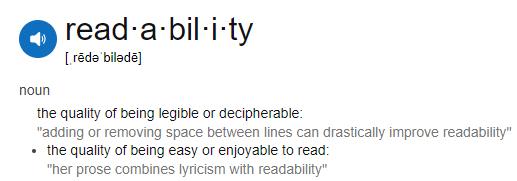 read·a·bil·i·ty
[ˌrēdəˈbilədē]
noun
the quality of being legible or decipherable:
"adding or removing space between lines can drastically improve readability"
• the quality of being easy or enjoyable to read:
"her prose combines lyricism with readability"